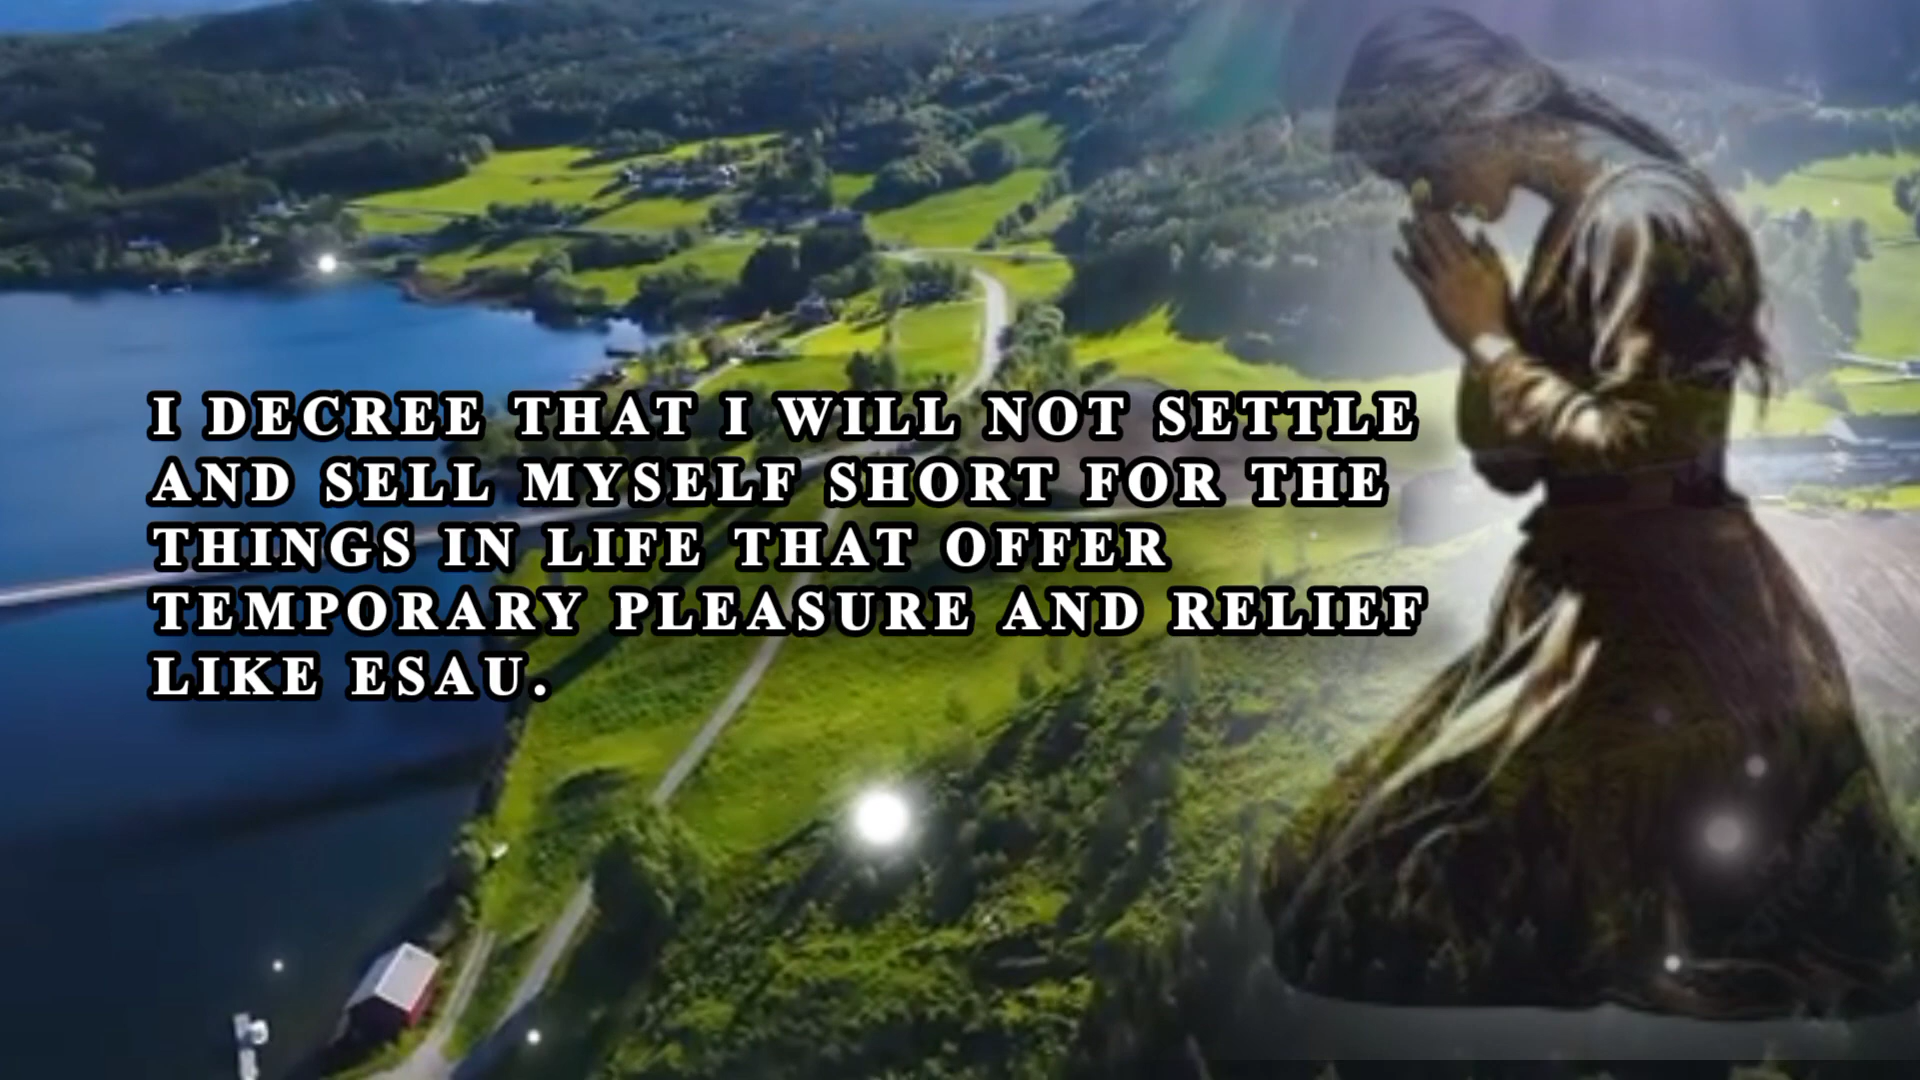 I DECREE THAT I WILL NOT SETTLE
AND SELL MYSELF SHORT FOR THE
THINGS IN LIFE THAT OFFER
TEMPORARY PLEASURE AND RELIEF
LIKE ESAU.